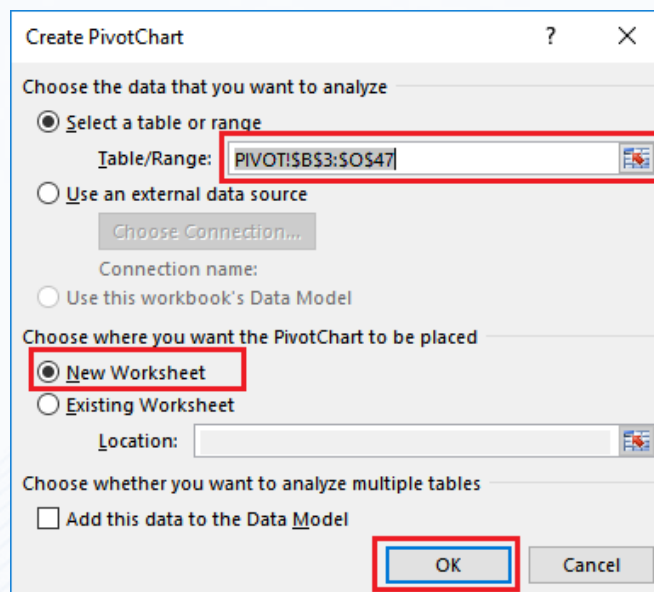 Create PivotChart ?
Choose the data that you want to analyze
Select a table or range
Table/Range: PIVOT!$B$3:$O$47
Use an external data source
Choose Connection...
Connection name:
Use this workbook's Data Model
Choose where you want the PivotChart to be placed
New Worksheet
Existing Worksheet
Location:
Choose whether you want to analyze multiple tables
Add this data to the Data Model
OK Cancel